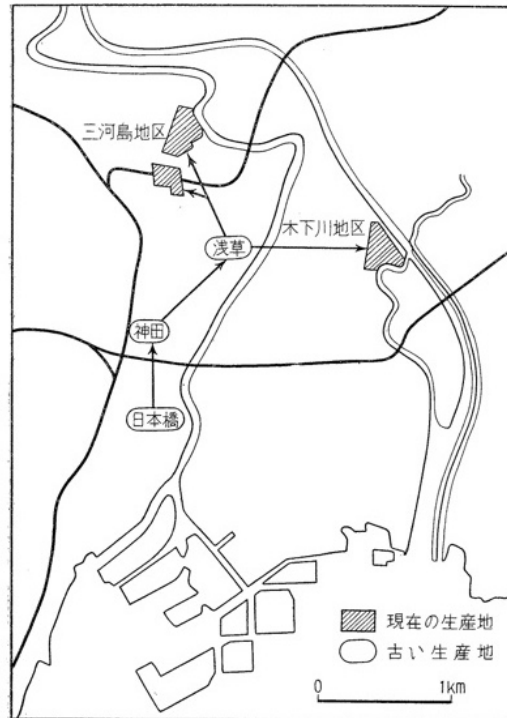 三河島地区
木下川地区
浅草
神田
日本橋
現在の生産地
古い生産地
0 1km